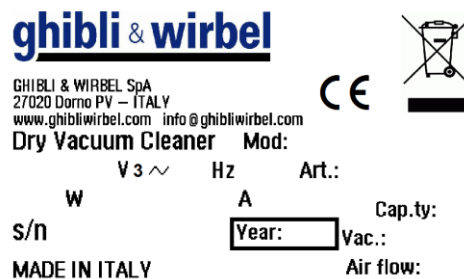 ghibli & wirbel
GHIBLI & WIRBEL SpA
27020 Dorno PV – ITALY
www.ghibliwirbel.com info@ghibliwirbel.com
CE
Dry Vacuum Cleaner Mod:
V 3 ~ Hz Art.:
W A Cap.ty:
s/n Year: Vac.:
MADE IN ITALY Air flow: